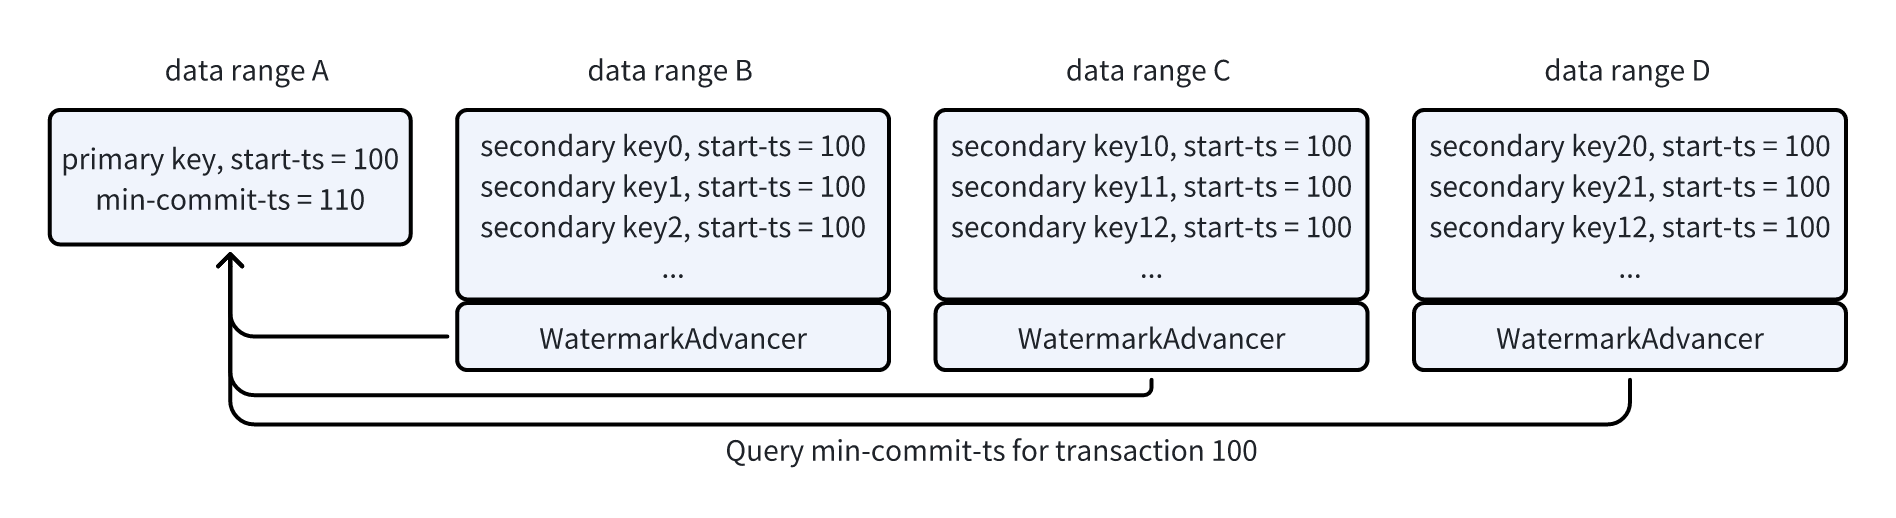 data range A
primary key, start-ts = 100
min-commit-ts = 110
data range B
secondary key0, start-ts = 100
secondary key1, start-ts = 100
secondary key2, start-ts = 100
...
WatermarkAdvancer
data range C
secondary key10, start-ts = 100
secondary key11, start-ts = 100
secondary key12, start-ts = 100
...
WatermarkAdvancer
data range D
secondary key20, start-ts = 100
secondary key21, start-ts = 100
secondary key12, start-ts = 100
...
WatermarkAdvancer
Query min-commit-ts for transaction 100